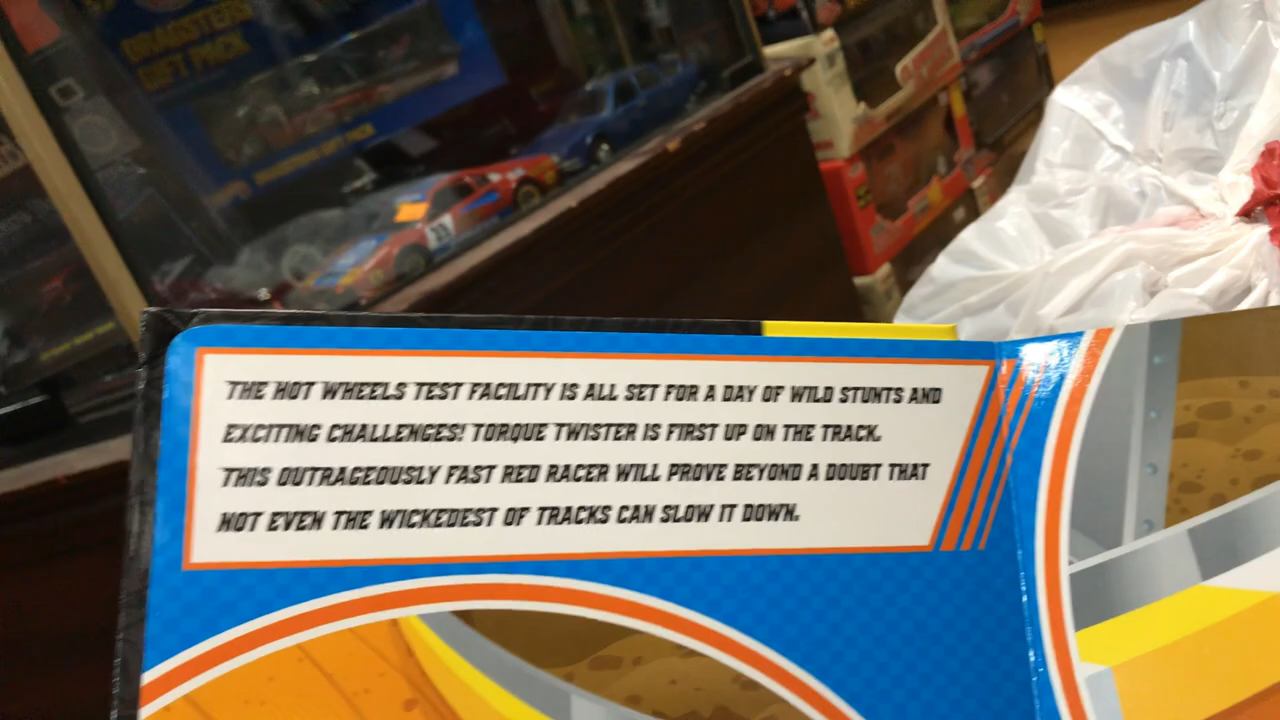 DRAGSTERS
GIFT PACK
23
THE HOT WHEELS TEST FACILITY IS ALL SET FOR A DAY OF WILD STUNTS AND
EXCITING CHALLENGES! TORQUE TWISTER IS FIRST UP ON THE TRACK.
THIS OUTRAGEOUSLY FAST RED RACER WILL PROVE BEYOND A DOUBT THAT
NOT EVEN THE WICKEDEST OF TRACKS CAN SLOW IT DOWN.